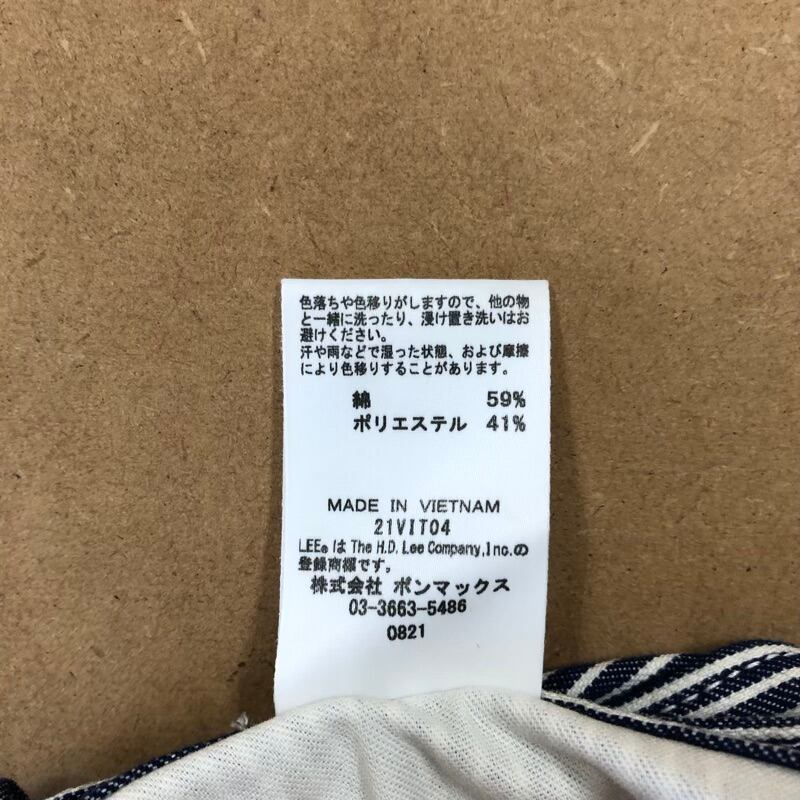 色落ちや色移りがしますので、他の物
と一緒に洗ったり、浸け置き洗いはお
避けください。
汗や雨などで湿った状態、および摩擦
により色移りすることがあります。
綿 59%
ポリエステル 41%
MADE IN VIETNAM
21VIT04
LEE® は The H.D. Lee Company,Inc.の
登録商標です。
株式会社 ボンマックス
03-3663-5486
0821